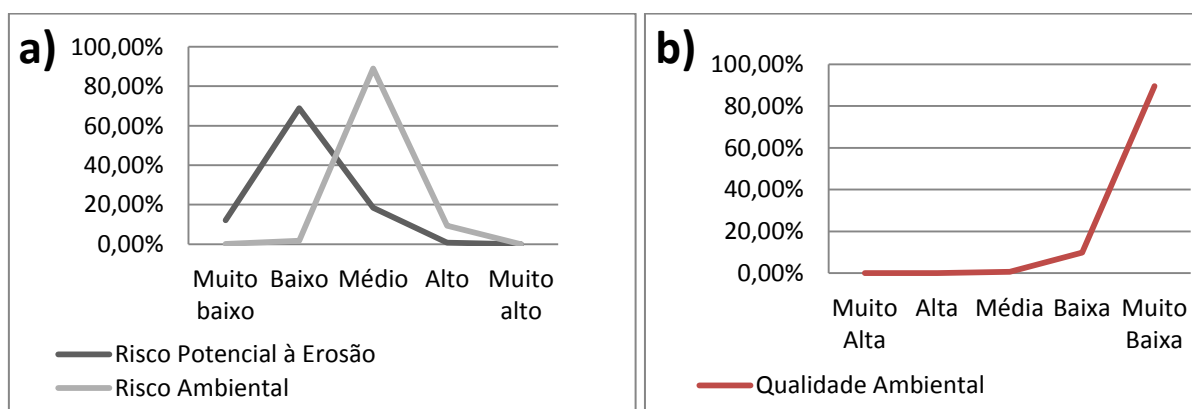 a)
100,00%
80,00%
60,00%
40,00%
20,00%
0,00%
Muito Baixo Médio Alto Muito
baixo alto
Risco Potencial à Erosão
Risco Ambiental
b)
100,00%
80,00%
60,00%
40,00%
20,00%
0,00%
Muito Alta Média Baixa Muito
Alta Baixa
Qualidade Ambiental